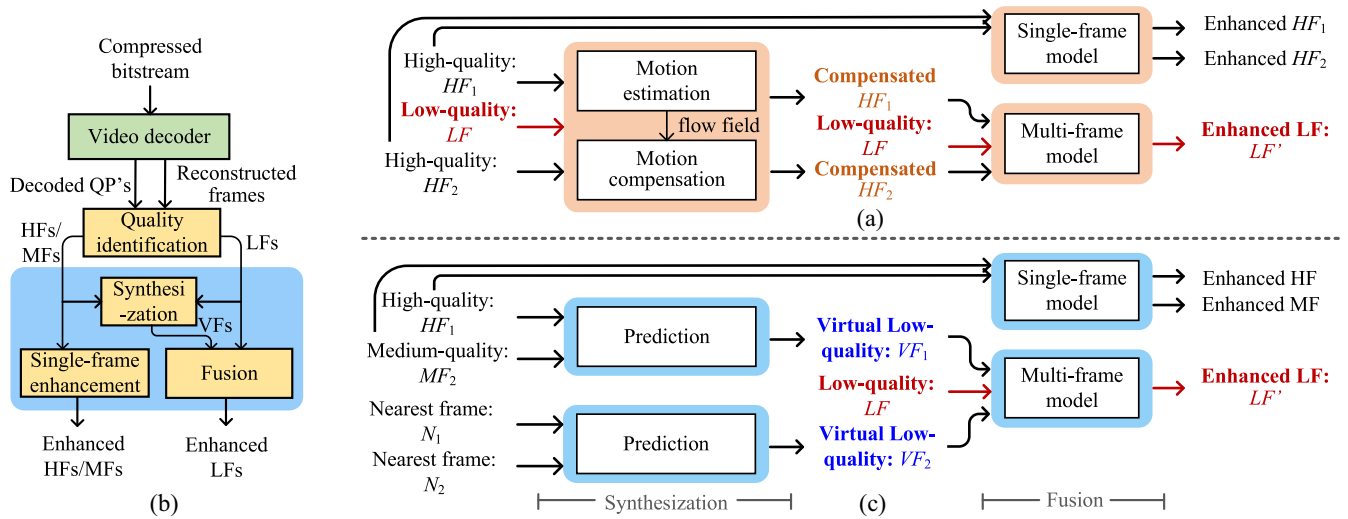 Compressed
bitstream
Video decoder
Decoded QP's
Reconstructed
frames
Quality
identification
HFs/
MFs
LFs
Synthesi
-zation
VFs
Single-frame
enhancement
Fusion
Enhanced
HFs/MFs
Enhanced
LFs
(b)
High-quality:
HF1
Low-quality:
LF
High-quality:
HF2
Motion
estimation
flow field
Motion
compensation
Compensated
HF1
Low-quality:
LF
Compensated
HF2
Single-frame
model
Multi-frame
model
Enhanced HF1
Enhanced HF2
Enhanced LF:
LF'
(a)
High-quality:
HF1
Medium-quality:
MF2
Nearest frame:
N1
Nearest frame:
N2
Prediction
Prediction
Virtual Low-
quality: VF1
Low-quality:
LF
Virtual Low-
quality: VF2
Single-frame
model
Multi-frame
model
Enhanced HF
Enhanced MF
Enhanced LF:
LF'
Synthesization
(c)
Fusion